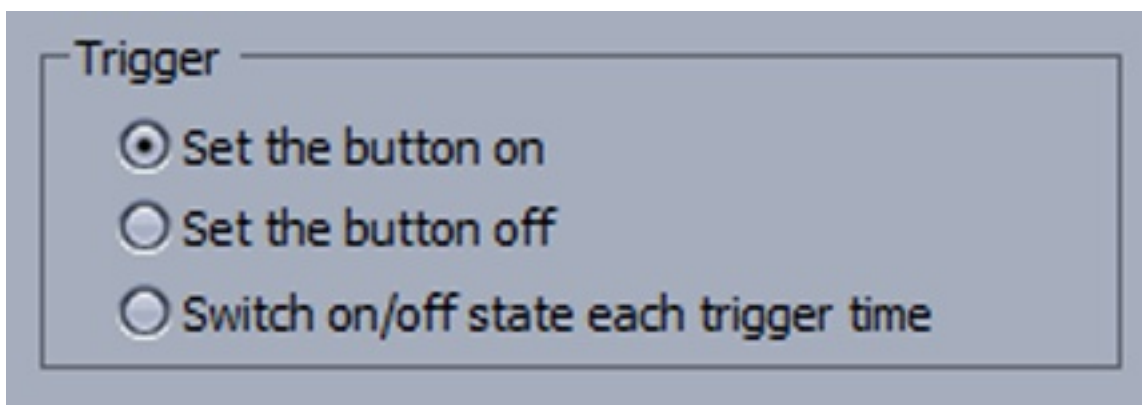 Trigger
Set the button on
Set the button off
Switch on/off state each trigger time